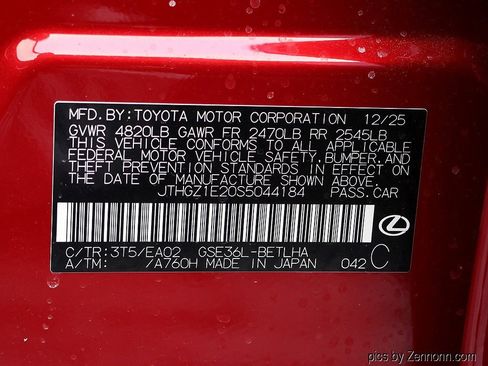 MFD. BY: TOYOTA MOTOR CORPORATION 12/25
GVWR 4820LB GAWR FR 2470LB RR 2545LB
THIS VEHICLE CONFORMS TO ALL APPLICABLE
FEDERAL MOTOR VEHICLE SAFETY, BUMPER, AND
THEFT PREVENTION STANDARDS IN EFFECT ON
THE DATE OF MANUFACTURE SHOWN ABOVE.
JTHGZ1E20S5044184 PASS. CAR
C/TR: 3T5/EA02 GSE36L-BETLHA
A/TM: /A760H MADE IN JAPAN 042 C
pics by Zennonn.com